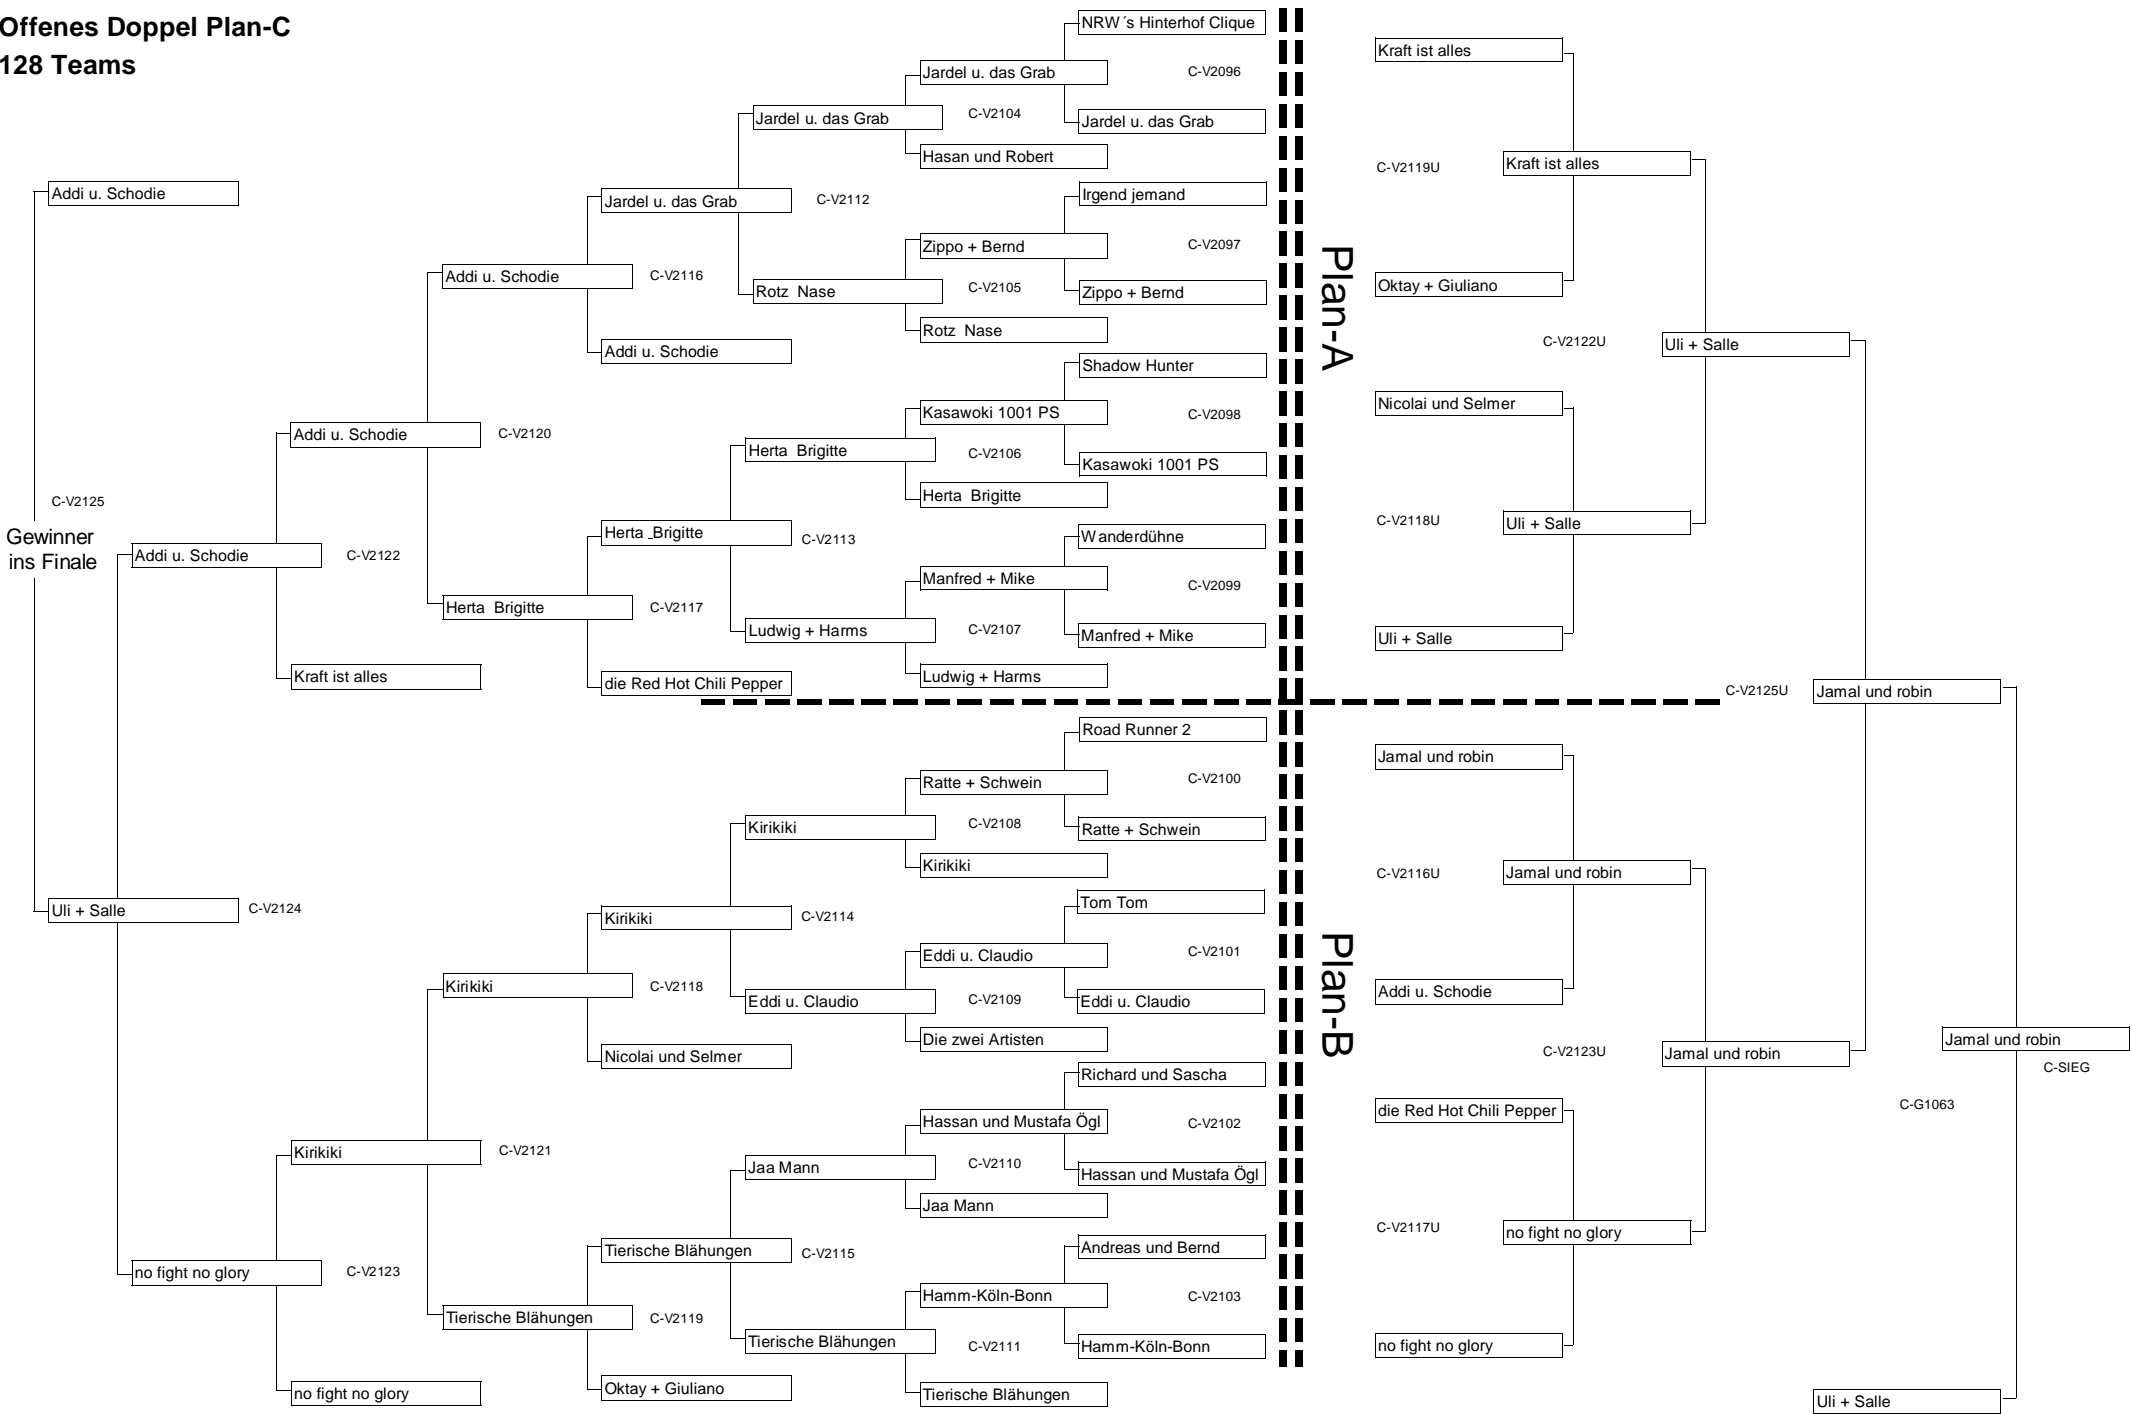 Offenes Doppel Plan-C
128 Teams
Addi u. Schodie
C-V2125
Gewinner
ins Finale
Uli + Salle
C-V2124
Addi u. Schodie
C-V2122
no fight no glory
C-V2123
Addi u. Schodie
C-V2120
Kraft ist alles
Kirikiki
C-V2121
no fight no glory
Addi u. Schodie
C-V2116
Herta Brigitte
C-V2117
Kirikiki
C-V2118
Tierische Blähungen
C-V2119
Jardel u. das Grab
C-V2112
Addi u. Schodie
Herta Brigitte
C-V2113
die Red Hot Chili Pepper
Kirikiki
C-V2114
Nicolai und Selmer
Tierische Blähungen
C-V2115
Oktay + Giuliano
Jardel u. das Grab
C-V2104
Rotz Nase
C-V2105
Herta Brigitte
C-V2106
Ludwig + Harms
C-V2107
Kirikiki
C-V2108
Eddi u. Claudio
C-V2109
Jaa Mann
C-V2110
Tierische Blähungen
C-V2111
Jardel u. das Grab
Hasan und Robert
Zippo + Bernd
Rotz Nase
Kasawoki 1001 PS
Herta Brigitte
Manfred + Mike
Ludwig + Harms
Ratte + Schwein
Kirikiki
Eddi u. Claudio
Die zwei Artisten
Hassan und Mustafa Ögl
Jaa Mann
Hamm-Köln-Bonn
Tierische Blähungen
NRW´s Hinterhof Clique
C-V2096
Jardel u. das Grab
Irgend jemand
C-V2097
Zippo + Bernd
Shadow Hunter
C-V2098
Kasawoki 1001 PS
Wanderdühne
C-V2099
Manfred + Mike
Road Runner 2
C-V2100
Ratte + Schwein
Tom Tom
C-V2101
Eddi u. Claudio
Richard und Sascha
C-V2102
Hassan und Mustafa Ögl
Andreas und Bernd
C-V2103
Hamm-Köln-Bonn
Plan-A
Plan-B
Kraft ist alles
C-V2119U
Oktay + Giuliano
Nicolai und Selmer
C-V2118U
Uli + Salle
Jamal und robin
C-V2116U
Addi u. Schodie
die Red Hot Chili Pepper
C-V2117U
no fight no glory
Kraft ist alles
C-V2122U
Uli + Salle
Jamal und robin
C-V2123U
no fight no glory
Uli + Salle
C-V2125U
Jamal und robin
Jamal und robin
C-G1063
Uli + Salle
Jamal und robin
C-SIEG